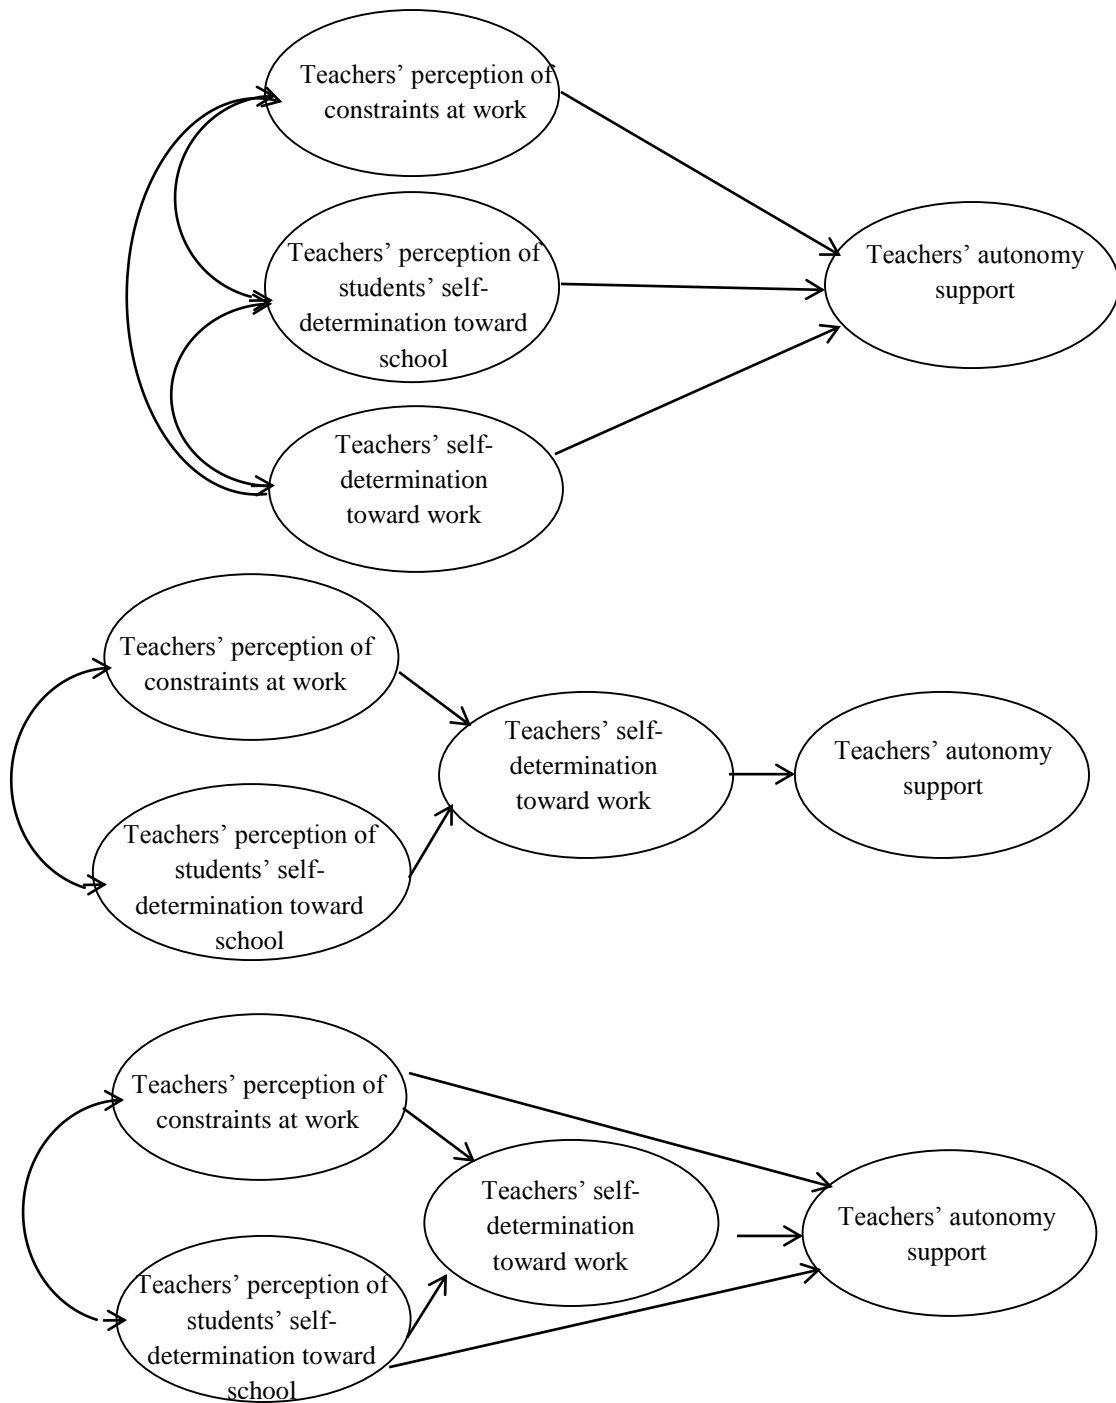 Teachers’ perception of
constraints at work
Teachers’ perception of
students’ self-
determination toward
school
Teachers’ self-
determination
toward work
Teachers’ autonomy
support
Teachers’ perception of
constraints at work
Teachers’ perception of
students’ self-
determination toward
school
Teachers’ self-
determination
toward work
Teachers’ autonomy
support
Teachers’ perception of
constraints at work
Teachers’ perception of
students’ self-
determination toward
school
Teachers’ self-
determination
toward work
Teachers’ autonomy
support